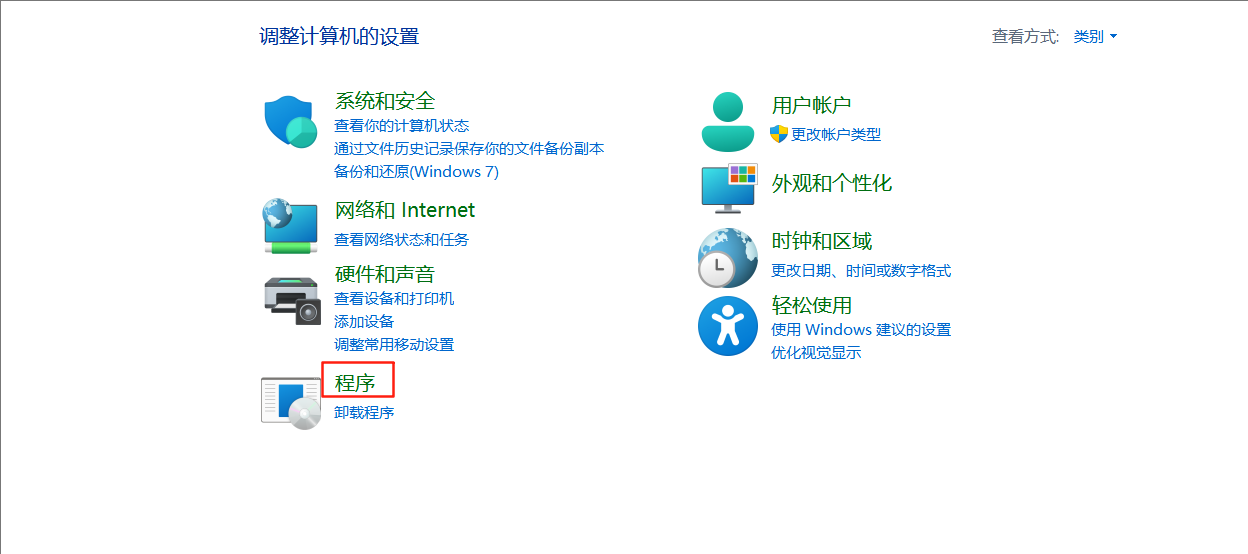 调整计算机的设置
查看方式: 类别
系统和安全
查看你的计算机状态
通过文件历史记录保存你的文件备份副本
备份和还原(Windows 7)
网络和 Internet
查看网络状态和任务
硬件和声音
查看设备和打印机
添加设备
调整常用移动设置
程序
卸载程序
用户帐户
更改帐户类型
外观和个性化
时钟和区域
更改日期、时间或数字格式
轻松使用
使用 Windows 建议的设置
优化视觉显示